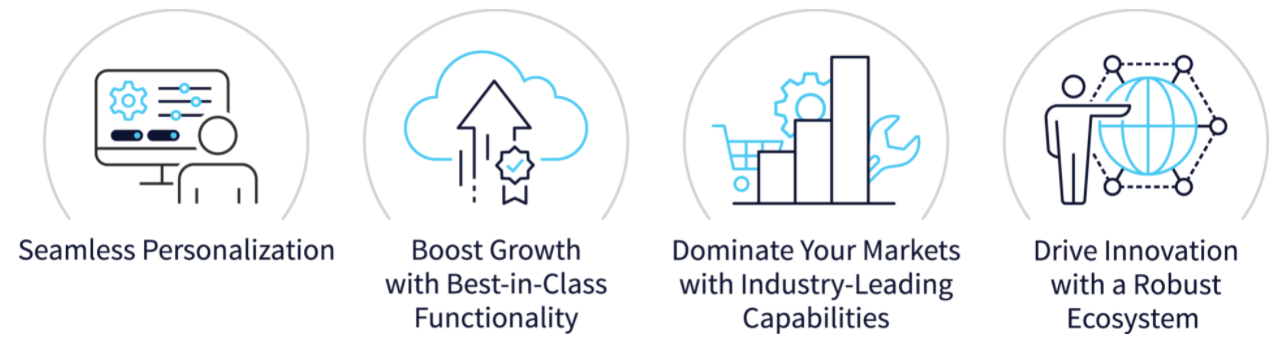 Seamless Personalization
Boost Growth
with Best-in-Class
Functionality
Dominate Your Markets
with Industry-Leading
Capabilities
Drive Innovation
with a Robust
Ecosystem